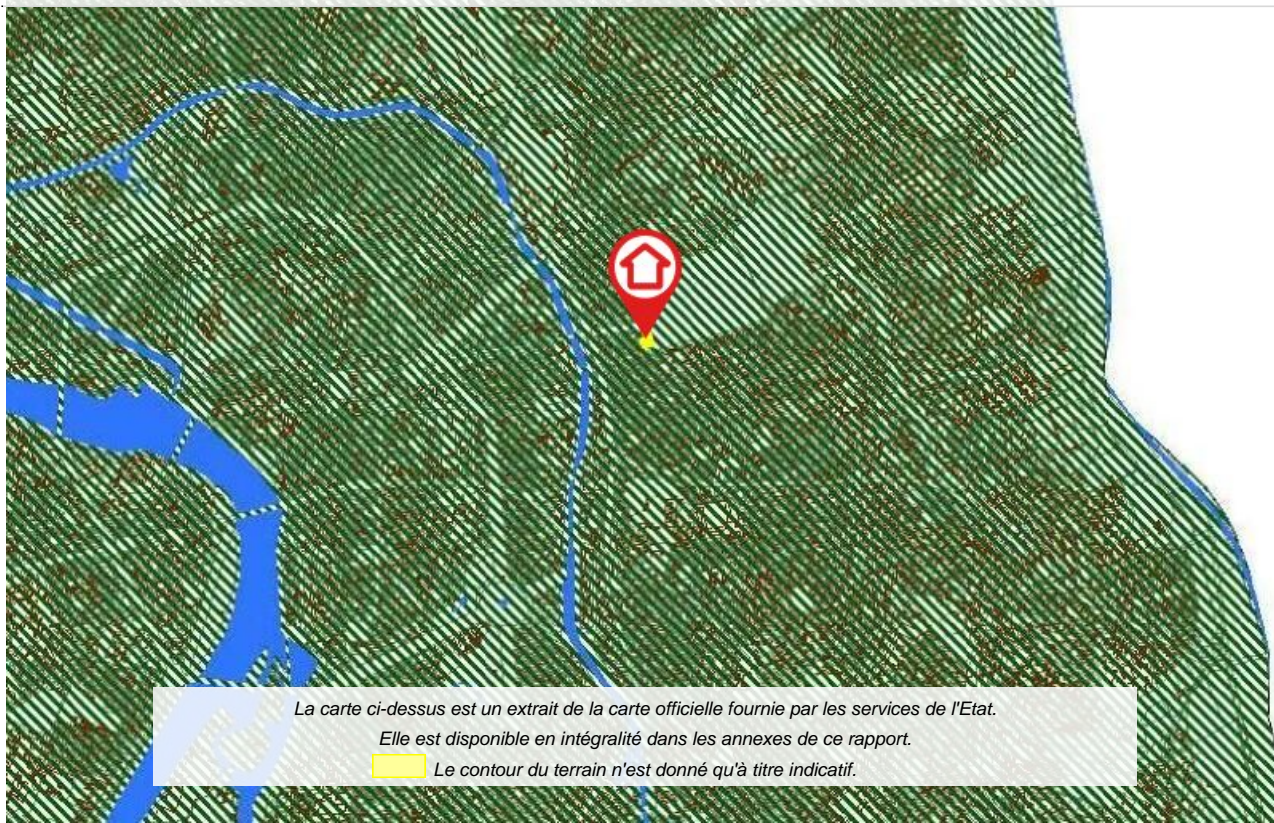 La carte ci-dessus est un extrait de la carte officielle fournie par les services de l'Etat.
Elle est disponible en intégralité dans les annexes de ce rapport.
Le contour du terrain n'est donné qu'à titre indicatif.